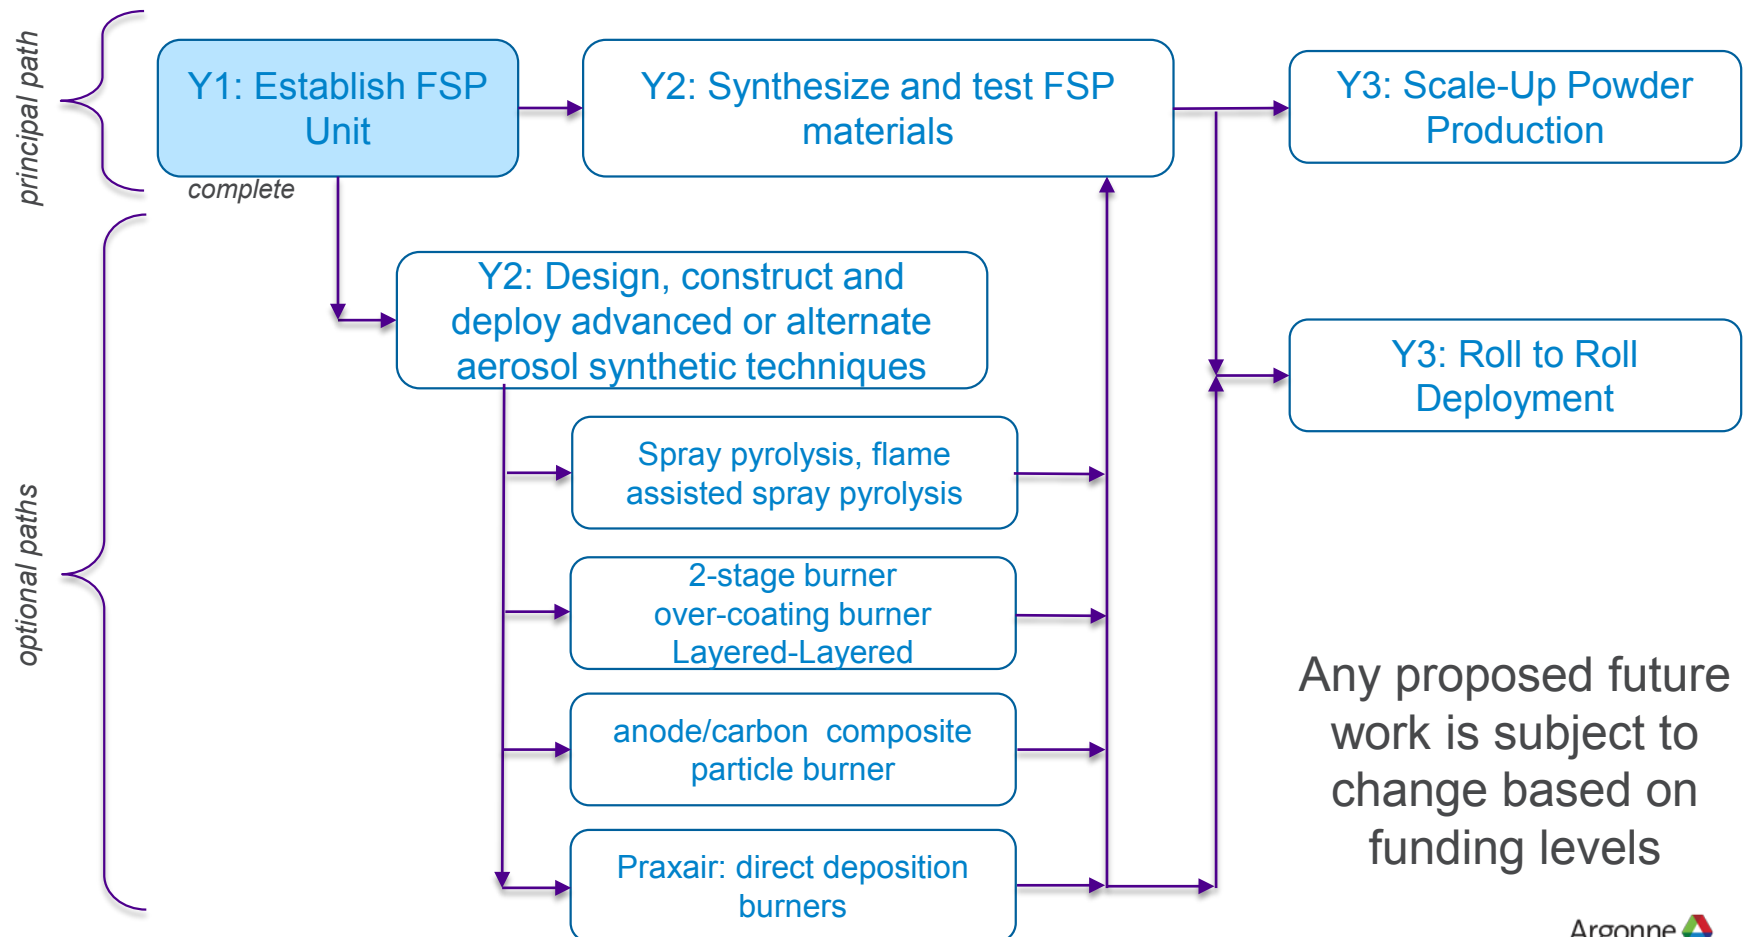 principal path
Y1: Establish FSP
Unit
complete
Y2: Synthesize and test FSP
materials
Y3: Scale-Up Powder
Production
optional paths
Y2: Design, construct and
deploy advanced or alternate
aerosol synthetic techniques
Y3: Roll to Roll
Deployment
Spray pyrolysis, flame
assisted spray pyrolysis
2-stage burner
over-coating burner
Layered-Layered
anode/carbon composite
particle burner
Praxair: direct deposition
burners
Any proposed future
work is subject to
change based on
funding levels
Argonne